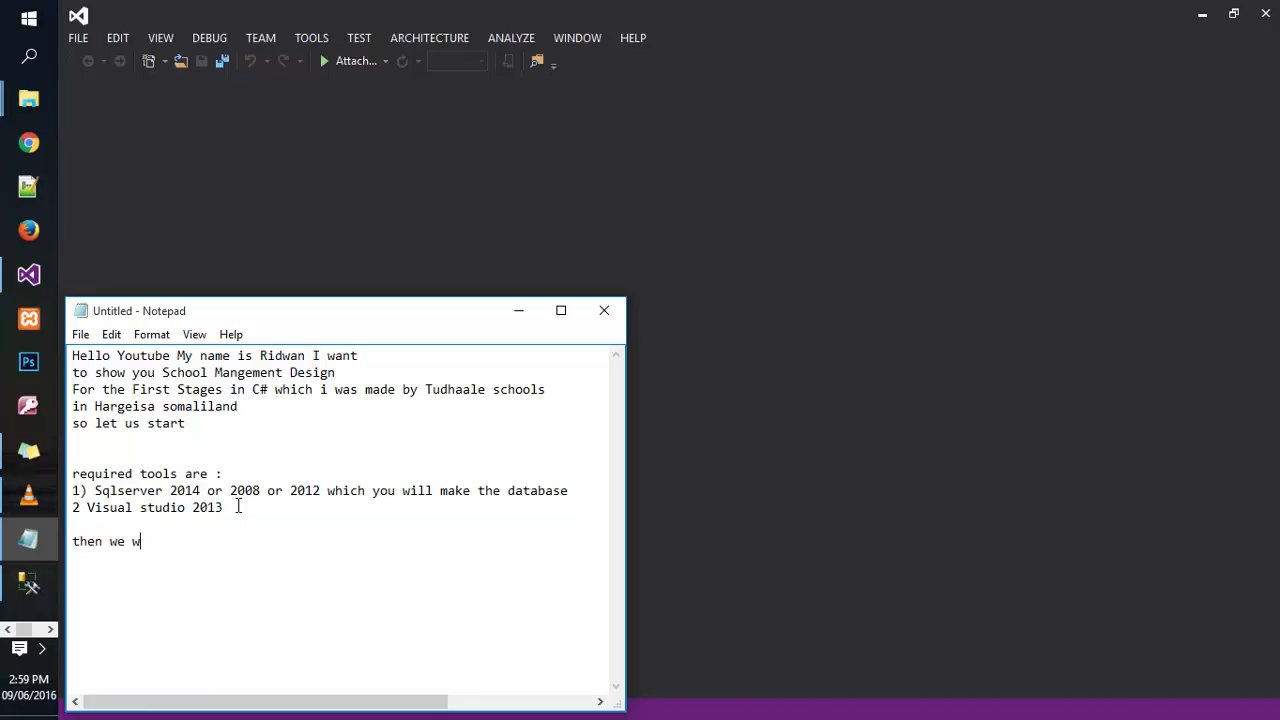 FILE EDIT VIEW DEBUG TEAM TOOLS TEST ARCHITECTURE ANALYZE WINDOW HELP
Attach...
Untitled - Notepad
File Edit Format View Help
Hello Youtube My name is Ridwan I want
to show you School Mangement Design
For the First Stages in C# which i was made by Tudhaale schools
in Hargeisa somaliland
so let us start
required tools are :
1) Sqlserver 2014 or 2008 or 2012 which you will make the database
2 Visual studio 2013
then we w
Ps
2:59 PM
09/06/2016